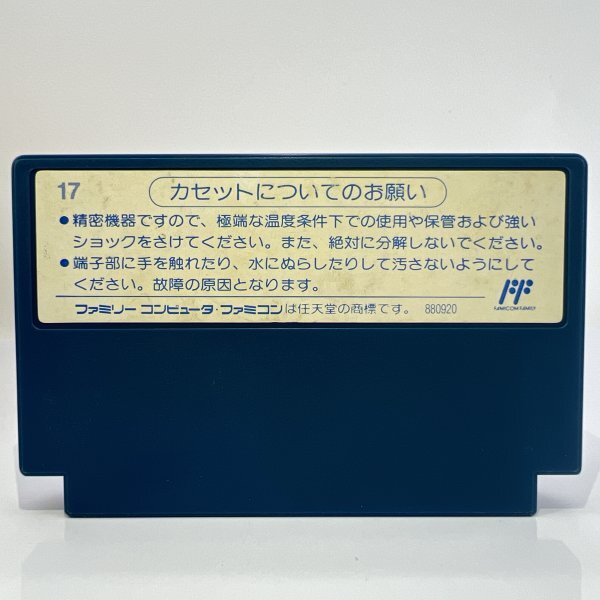 17
カセットについてのお願い
●精密機器ですので、極端な温度条件下での使用や保管および強い
ショックをさけてください。また、絶対に分解しないでください。
●端子部に手を触れたり、水にぬらしたりして汚さないようにして
ください。故障の原因となります。
ファミリーコンピュータ・ファミコンは任天堂の商標です。 880920
FF
FAMICOM FAMILY